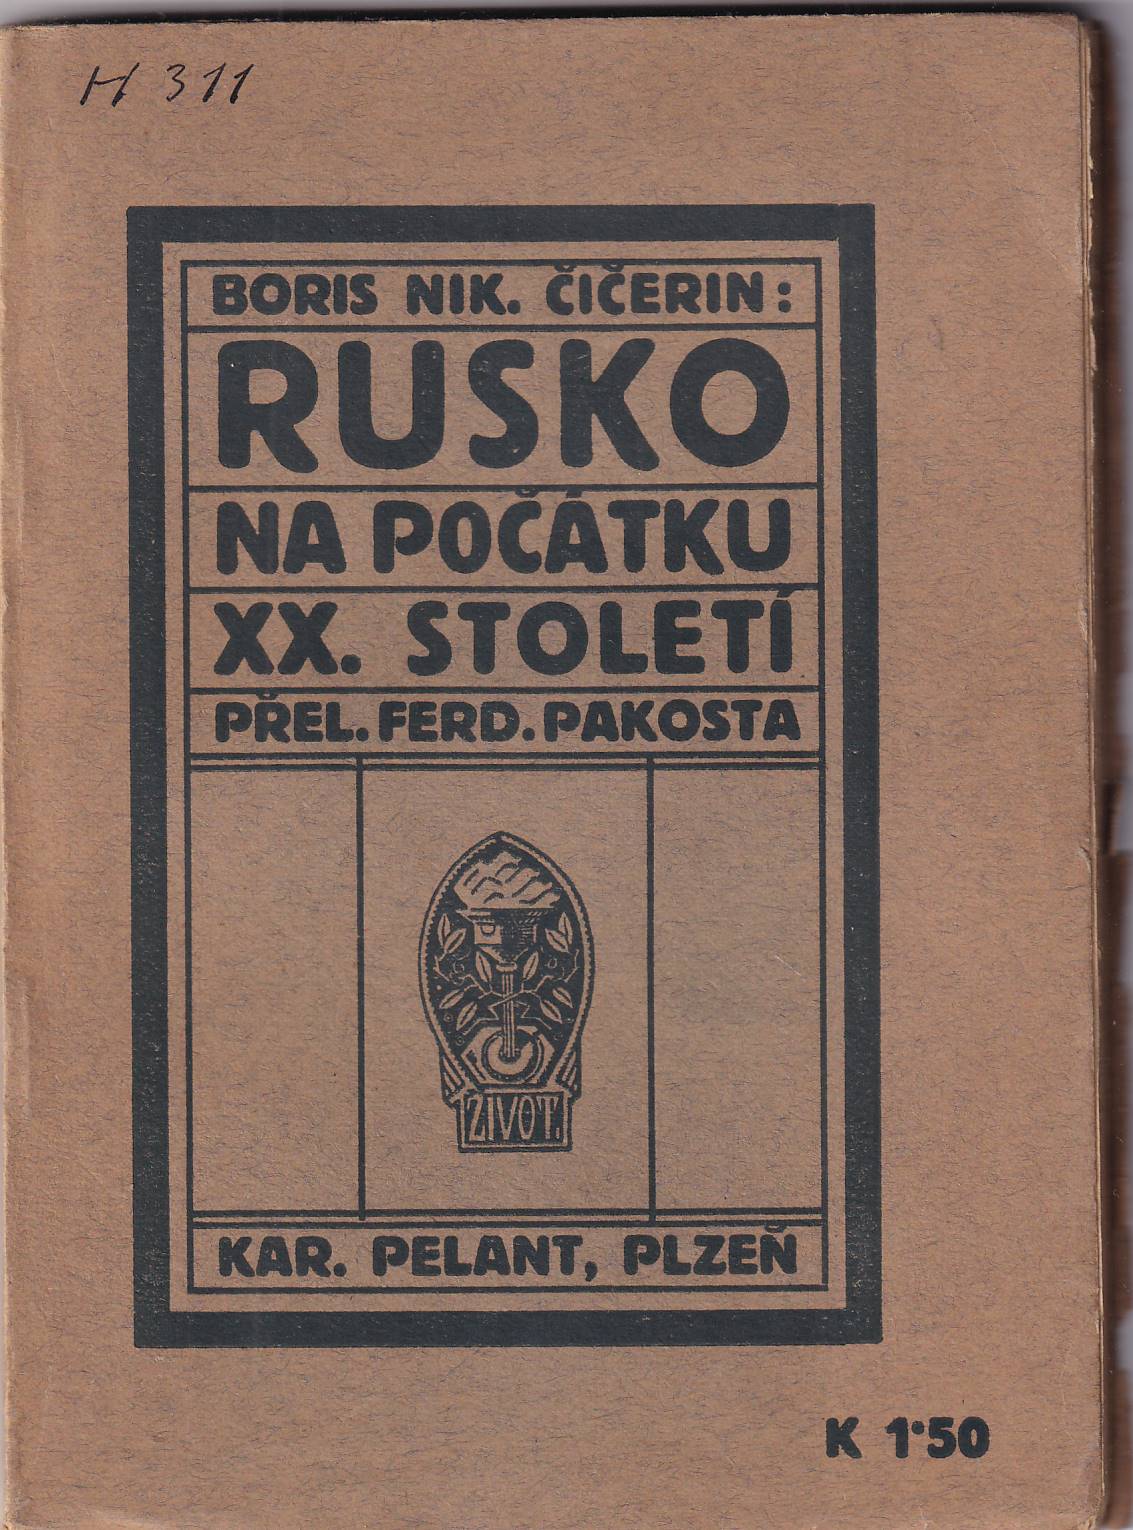 H 311
BORIS NIK. ČIČERIN:
RUSKO
NA POČÁTKU
XX. STOLETÍ
PŘEL. FERD. PAKOSTA
ŽIVOT.
KAR. PELANT, PLZEŇ
K 1·50